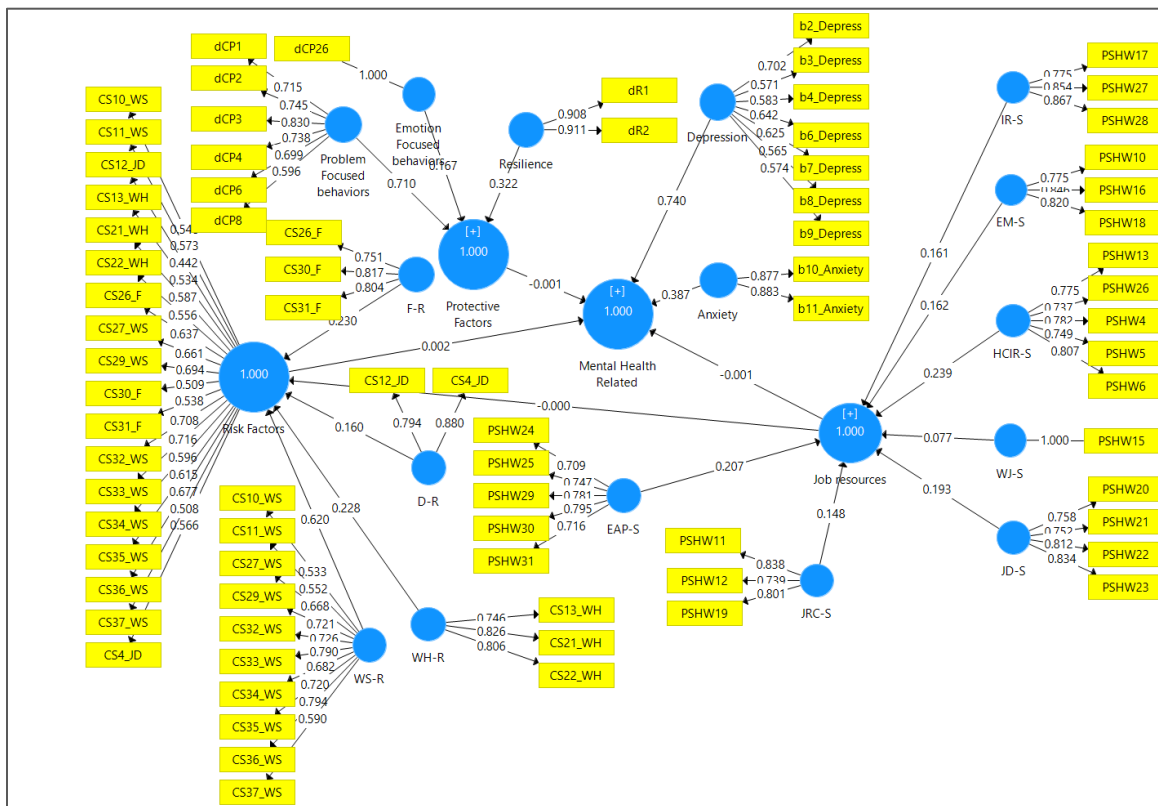 dCP1
dCP2
dCP3
dCP4
dCP6
dCP8
0.715
0.745
0.830
0.738
0.699
0.596
Problem
Focused
behaviors
0.710
dCP26
1.000
Emotion
Focused
behaviors
0.167
dR1
dR2
0.908
0.911
Resilience
0.322
[+]
1.000
Protective
Factors
-0.001
b2_Depress
b3_Depress
b4_Depress
b6_Depress
b7_Depress
b8_Depress
b9_Depress
0.702
0.571
0.583
0.642
0.625
0.565
0.574
Depression
0.740
b10_Anxiety
b11_Anxiety
0.877
0.883
Anxiety
0.387
[+]
1.000
Mental Health
Related
PSHW17
PSHW27
PSHW28
0.775
0.854
0.867
IR-S
0.161
PSHW10
PSHW16
PSHW18
0.775
0.846
0.820
EM-S
0.162
PSHW13
PSHW26
PSHW4
PSHW5
PSHW6
0.775
0.737
0.782
0.749
0.807
HCIR-S
0.239
PSHW15
1.000
WJ-S
0.077
PSHW20
PSHW21
PSHW22
PSHW23
0.758
0.752
0.812
0.834
JD-S
0.193
[+]
1.000
Job resources
-0.001
-0.000
PSHW11
PSHW12
PSHW19
0.838
0.739
0.801
JRC-S
0.148
PSHW24
PSHW25
PSHW29
PSHW30
PSHW31
0.709
0.747
0.781
0.795
0.716
EAP-S
0.207
CS26_F
CS30_F
CS31_F
0.751
0.817
0.804
F-R
0.230
CS12_JD
CS4_JD
0.794
0.880
D-R
0.160
CS13_WH
CS21_WH
CS22_WH
0.746
0.826
0.806
WH-R
0.228
CS10_WS
CS11_WS
CS27_WS
CS29_WS
CS32_WS
CS33_WS
CS34_WS
CS35_WS
CS36_WS
CS37_WS
0.533
0.552
0.668
0.721
0.726
0.790
0.682
0.720
0.794
0.590
WS-R
0.620
1.000
Risk Factors
0.002
CS10_WS
CS11_WS
CS12_JD
CS13_WH
CS21_WH
CS22_WH
CS26_F
CS27_WS
CS29_WS
CS30_F
CS31_F
CS32_WS
CS33_WS
CS34_WS
CS35_WS
CS36_WS
CS37_WS
CS4_JD
0.573
0.442
0.534
0.587
0.556
0.637
0.661
0.694
0.509
0.538
0.708
0.716
0.596
0.615
0.677
0.508
0.566